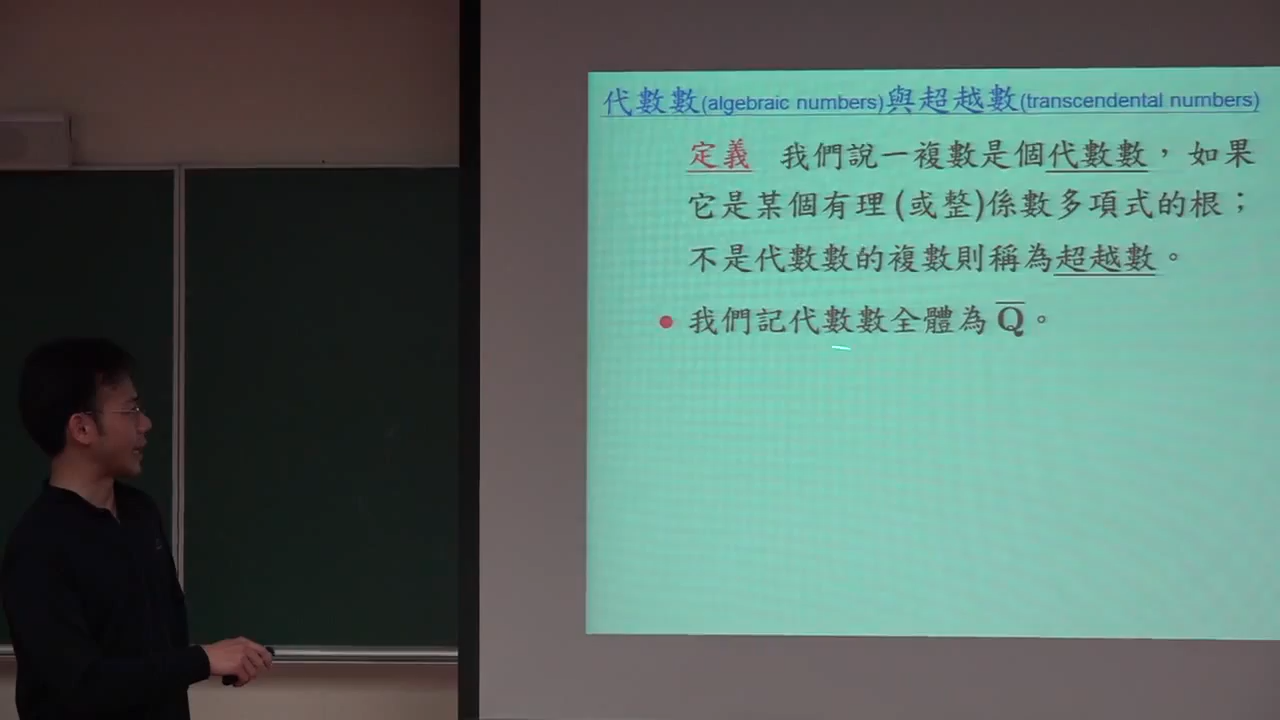 代數數(algebraic numbers)與超越數(transcendental numbers)
定義 我們說一複數是個代數數，如果
它是某個有理(或整)係數多項式的根；
不是代數數的複數則稱為超越數。
• 我們記代數數全體為 Q̅。